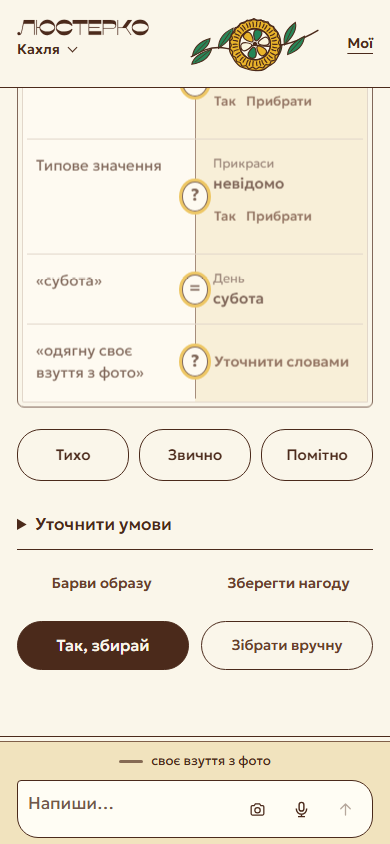 ЛЮСТЕРКО
Кахля
Мої
Так Прибрати
Типове значення
Прикраси
невідомо
?
Так Прибрати
«субота»
=
День
субота
«одягну своє
взуття з фото»
?
Уточнити словами
Тихо Звично Помітно
Уточнити умови
Барви образу Зберегти нагоду
Так, збирай Зібрати вручну
своє взуття з фото
Напиши...